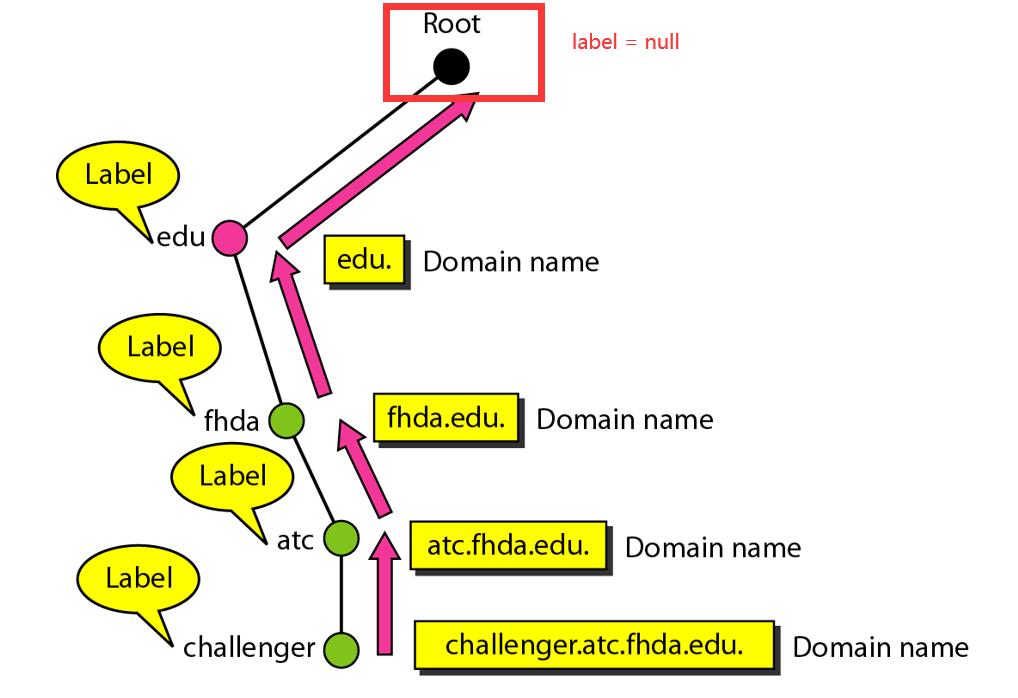 Root
label = null
Label
edu
edu.
Domain name
Label
fhda
fhda.edu.
Domain name
Label
atc
atc.fhda.edu.
Domain name
Label
challenger
challenger.atc.fhda.edu.
Domain name